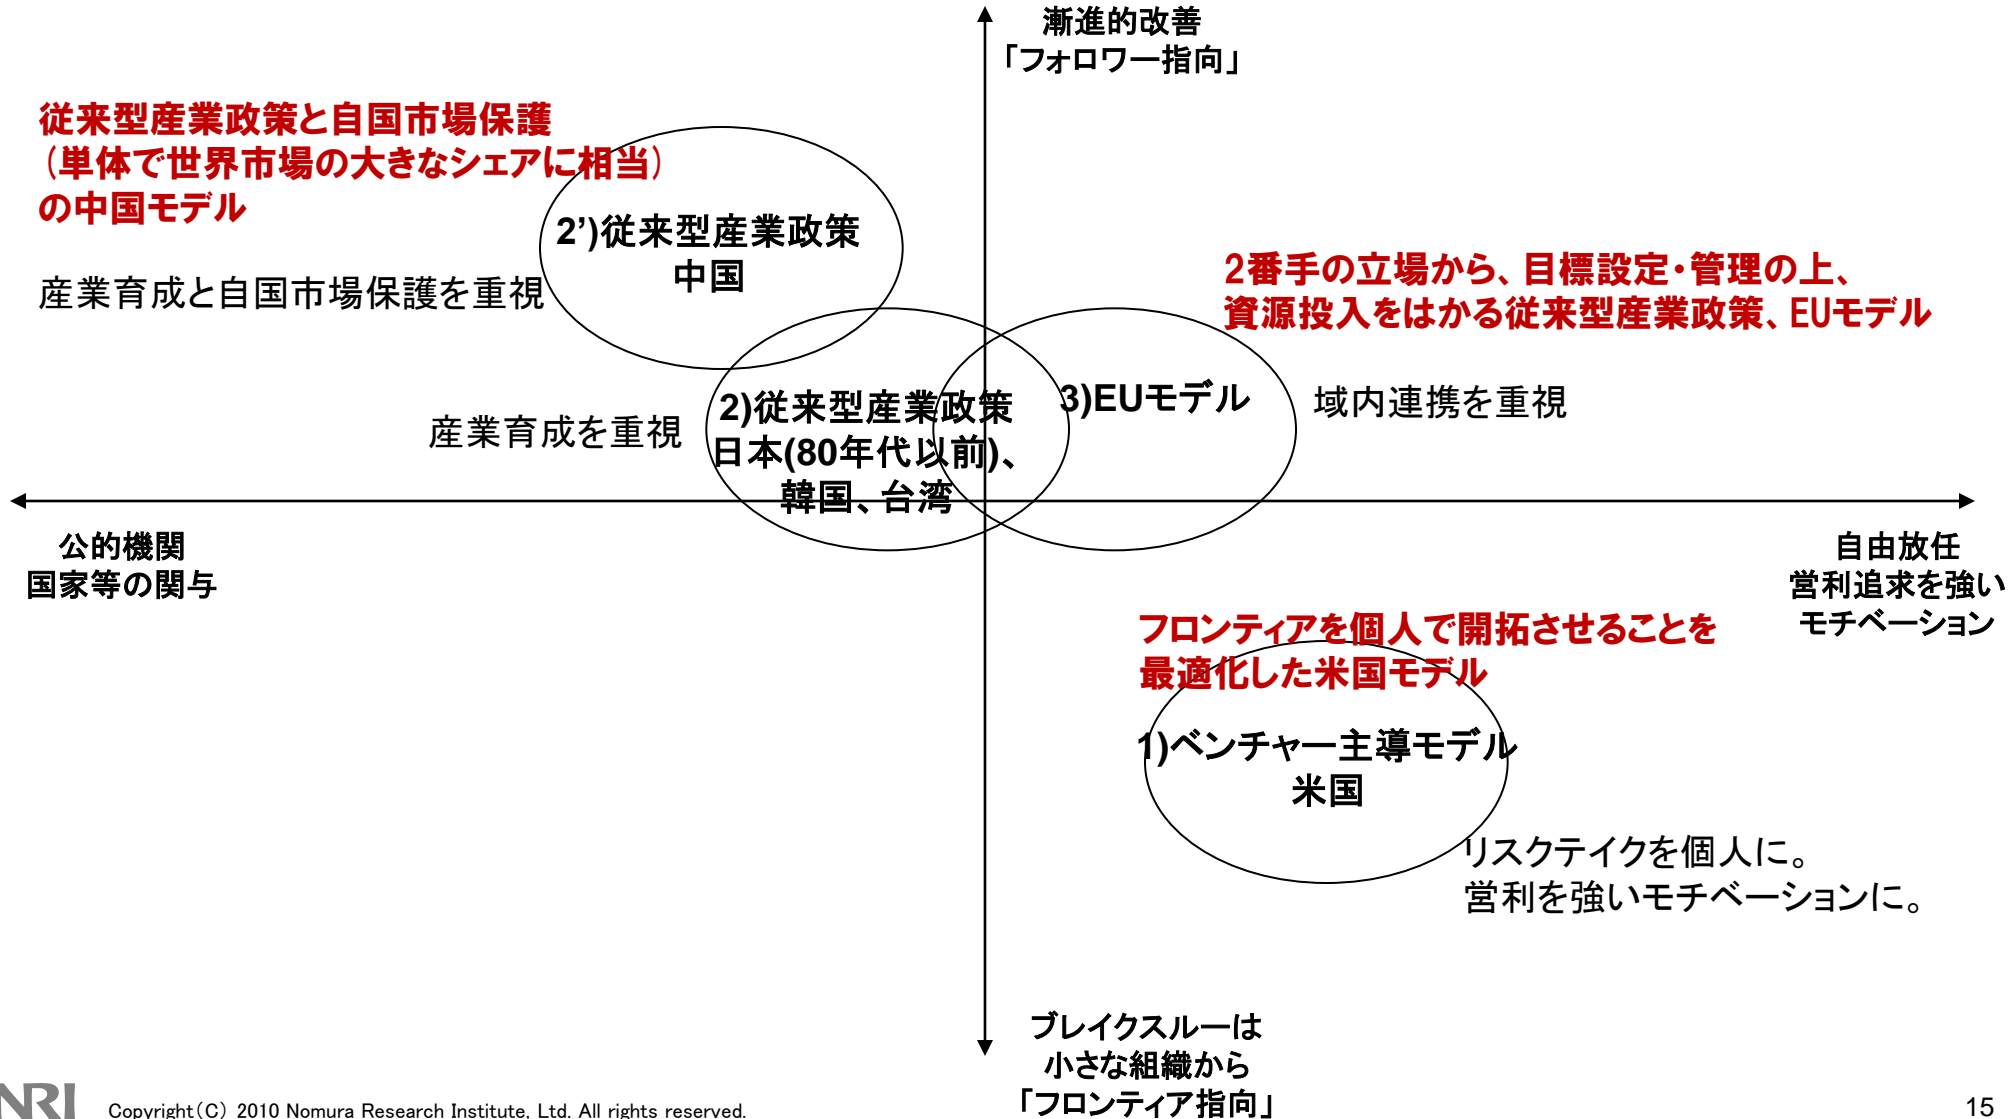 漸進的改善
「フォロワー指向」
従来型産業政策と自国市場保護
(単体で世界市場の大きなシェアに相当)
の中国モデル
2')従来型産業政策
中国
産業育成と自国市場保護を重視
2番手の立場から、目標設定・管理の上、
資源投入をはかる従来型産業政策、EUモデル
産業育成を重視
2)従来型産業政策
日本(80年代以前)、
韓国、台湾
3)EUモデル
域内連携を重視
公的機関
国家等の関与
自由放任
営利追求を強い
モチベーション
フロンティアを個人で開拓させることを
最適化した米国モデル
1)ベンチャー主導モデル
米国
リスクテイクを個人に。
営利を強いモチベーションに。
ブレイクスルーは
小さな組織から
「フロンティア指向」
NRI
Copyright(C) 2010 Nomura Research Institute, Ltd. All rights reserved.
15